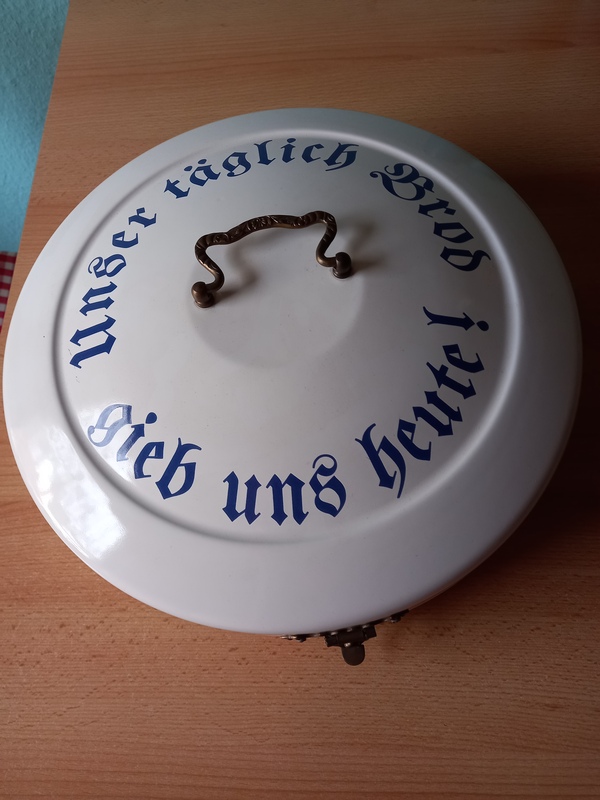 Unser täglich Brod
gieb uns heute!